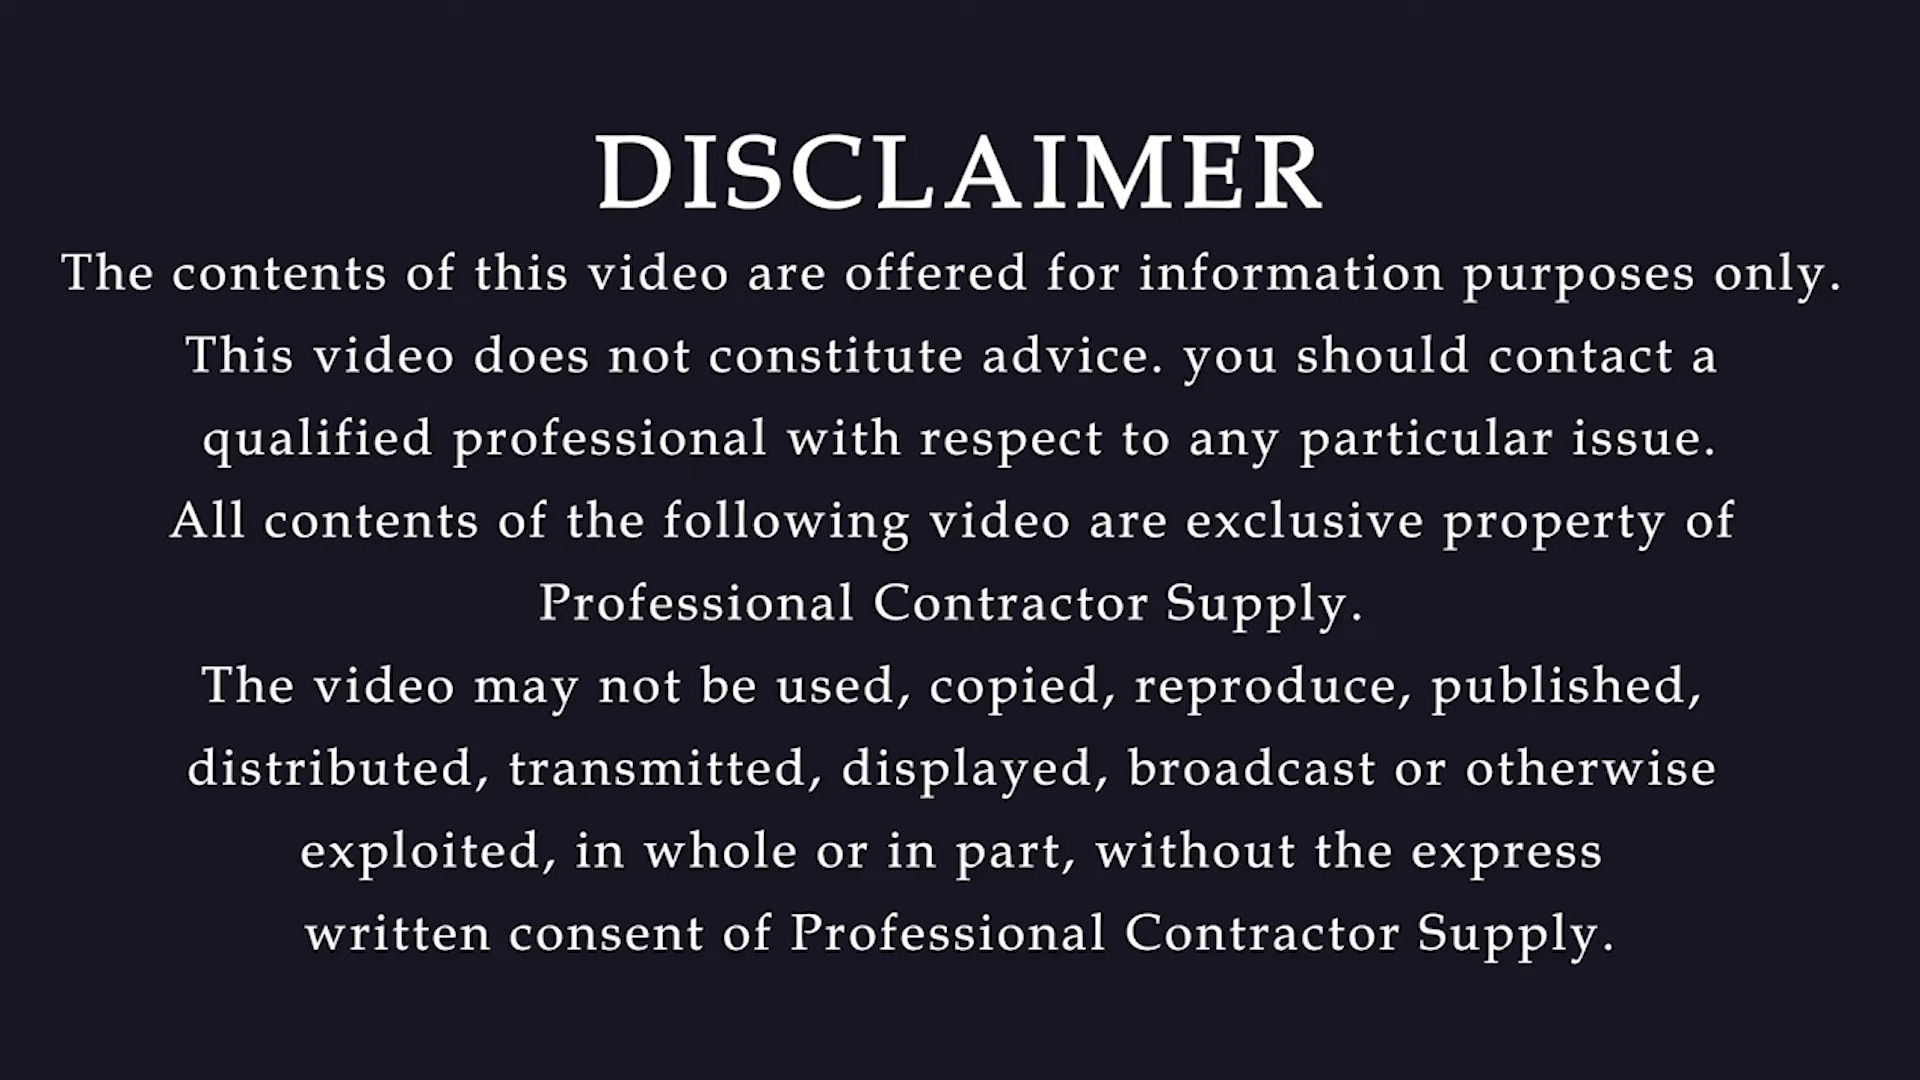 DISCLAIMER
The contents of this video are offered for information purposes only.
This video does not constitute advice. you should contact a
qualified professional with respect to any particular issue.
All contents of the following video are exclusive property of
Professional Contractor Supply.
The video may not be used, copied, reproduce, published,
distributed, transmitted, displayed, broadcast or otherwise
exploited, in whole or in part, without the express
written consent of Professional Contractor Supply.